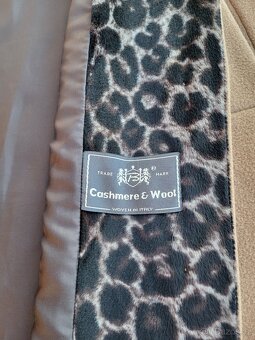 TRADE MARK
Cashmere & Wool
WOVEN IN ITALY